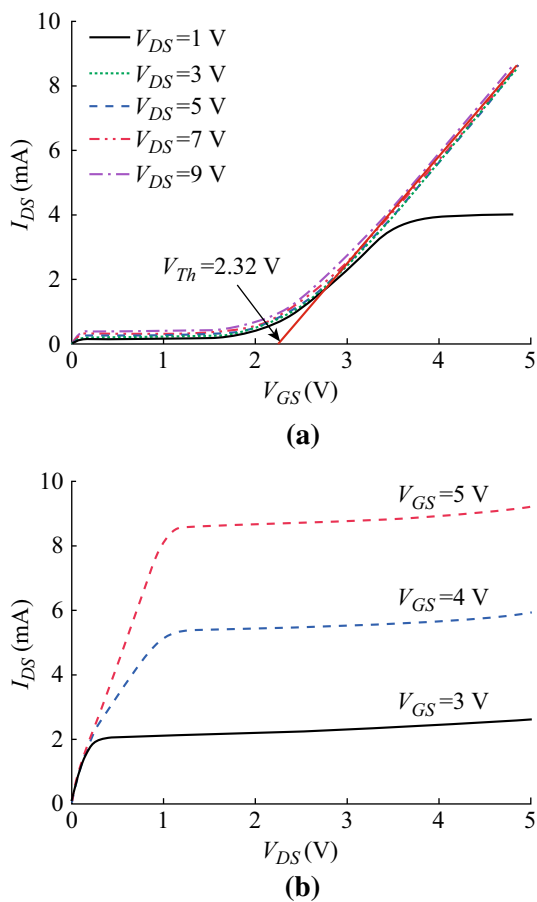 10
8
6
4
2
0
I_DS (mA)
V_DS=1 V
V_DS=3 V
V_DS=5 V
V_DS=7 V
V_DS=9 V
V_Th=2.32 V
0 1 2 3 4 5
V_GS (V)
(a)
10
8
6
4
2
0
I_DS (mA)
V_GS=5 V
V_GS=4 V
V_GS=3 V
0 1 2 3 4 5
V_DS (V)
(b)